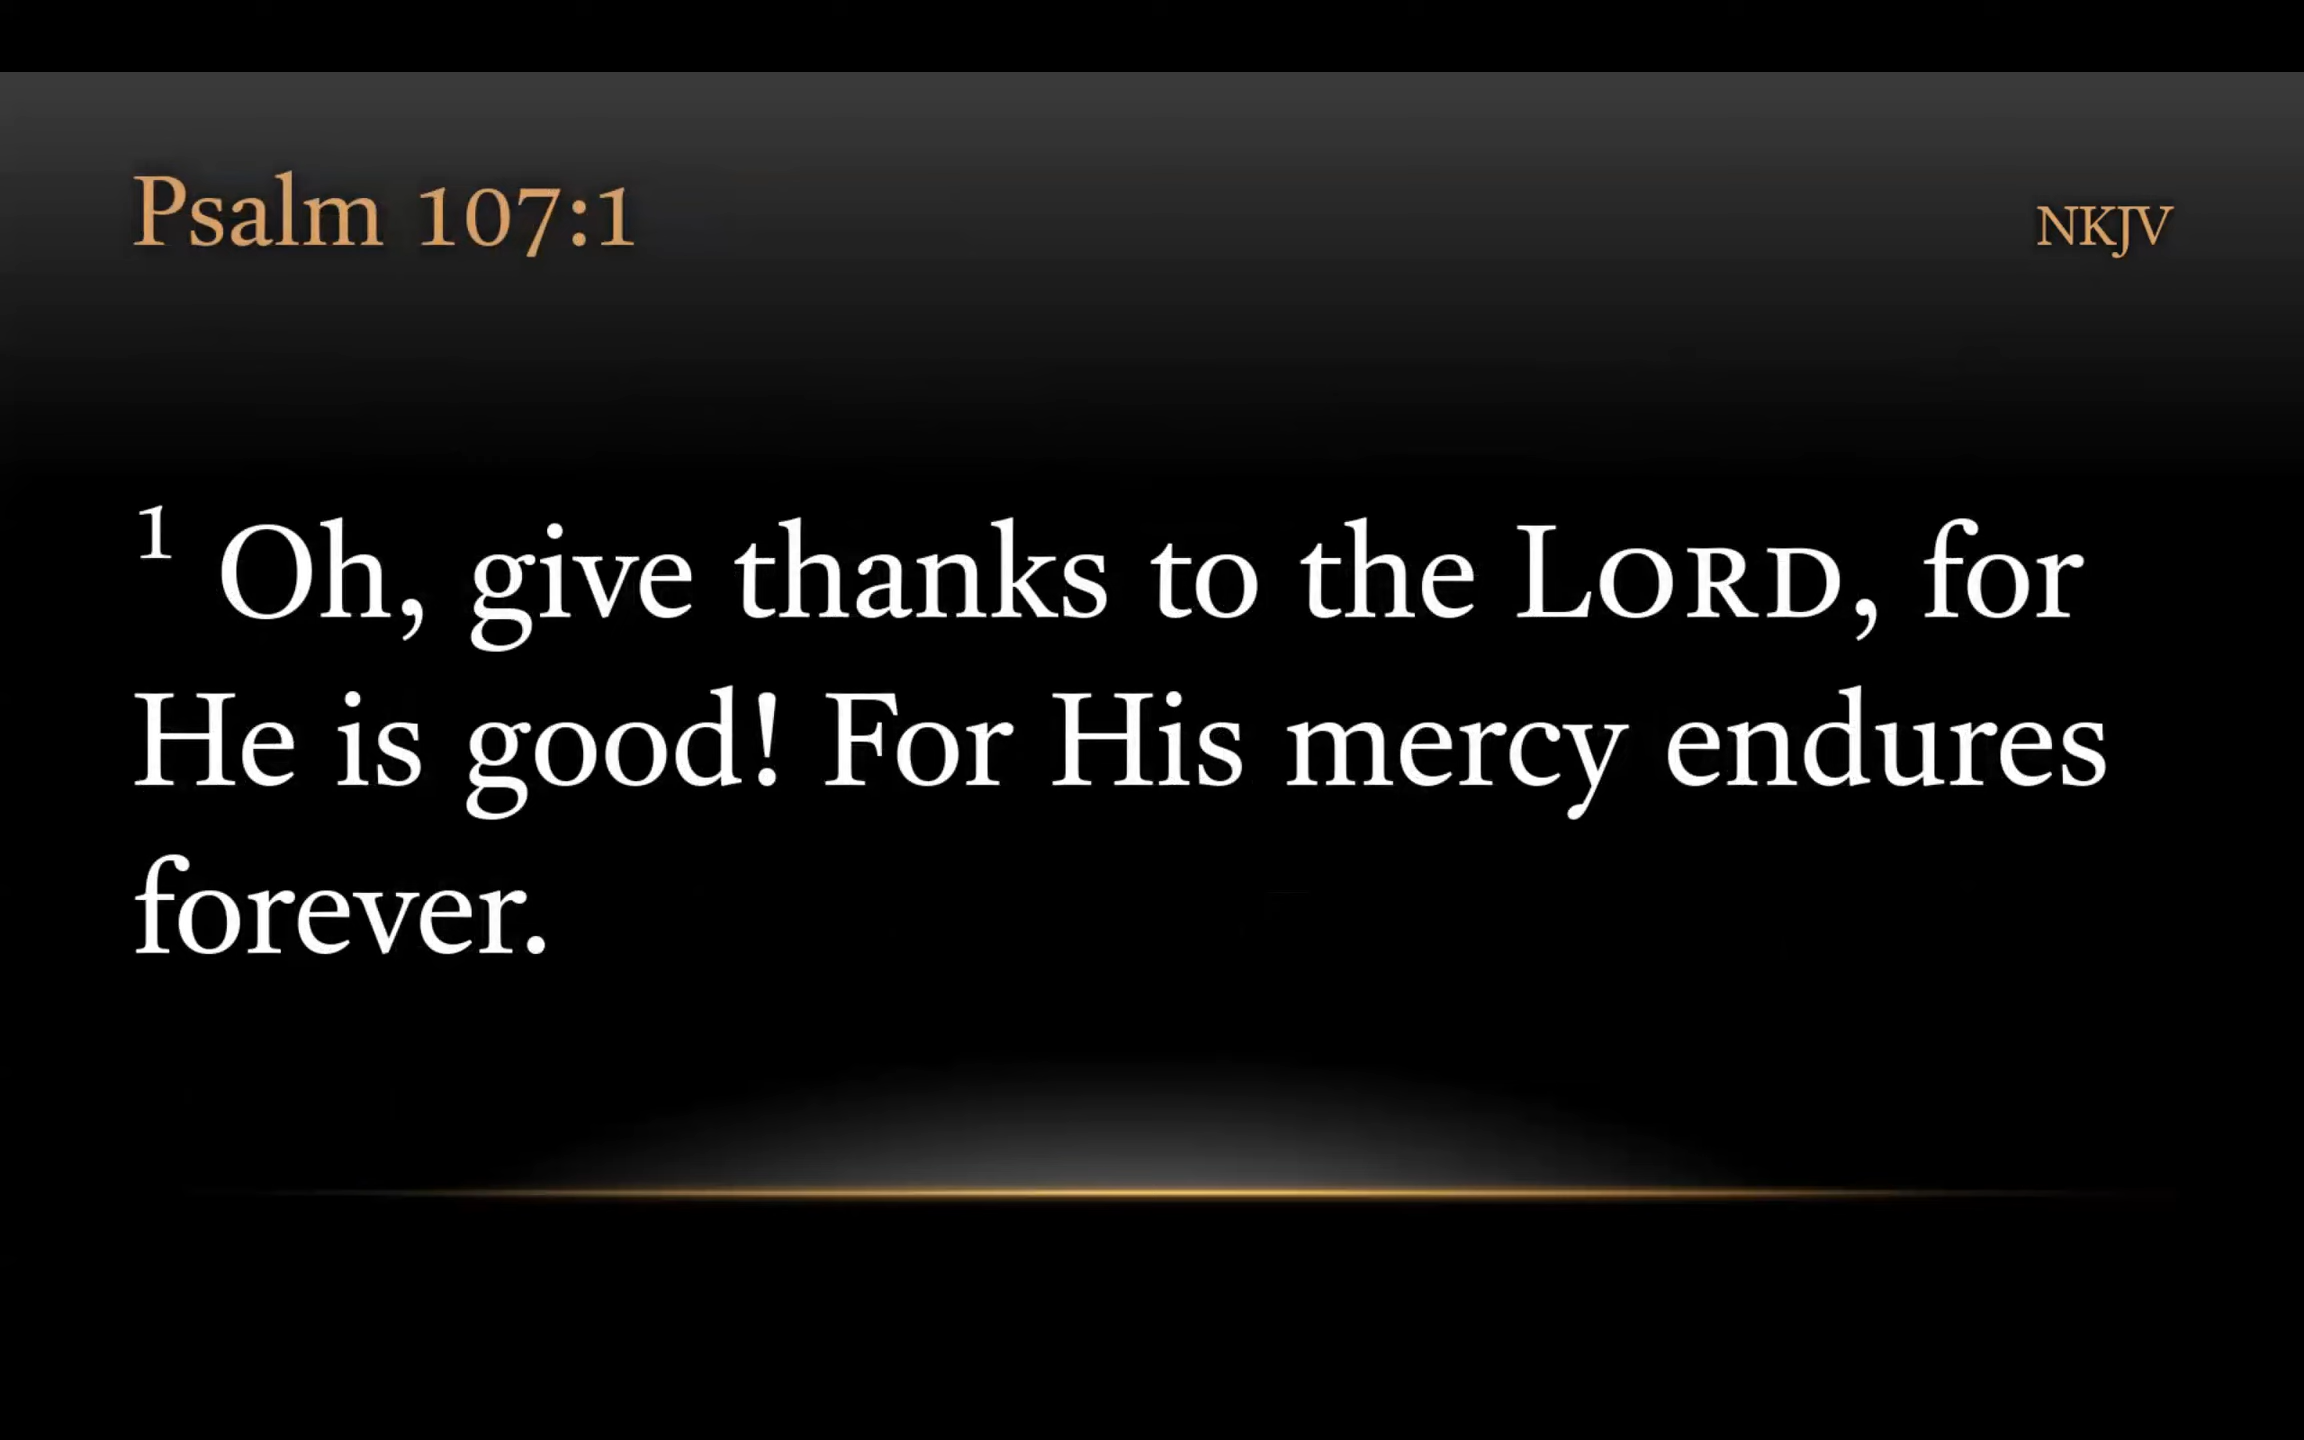 Psalm 107:1
NKJV
1 Oh, give thanks to the LORD, for
He is good! For His mercy endures
forever.